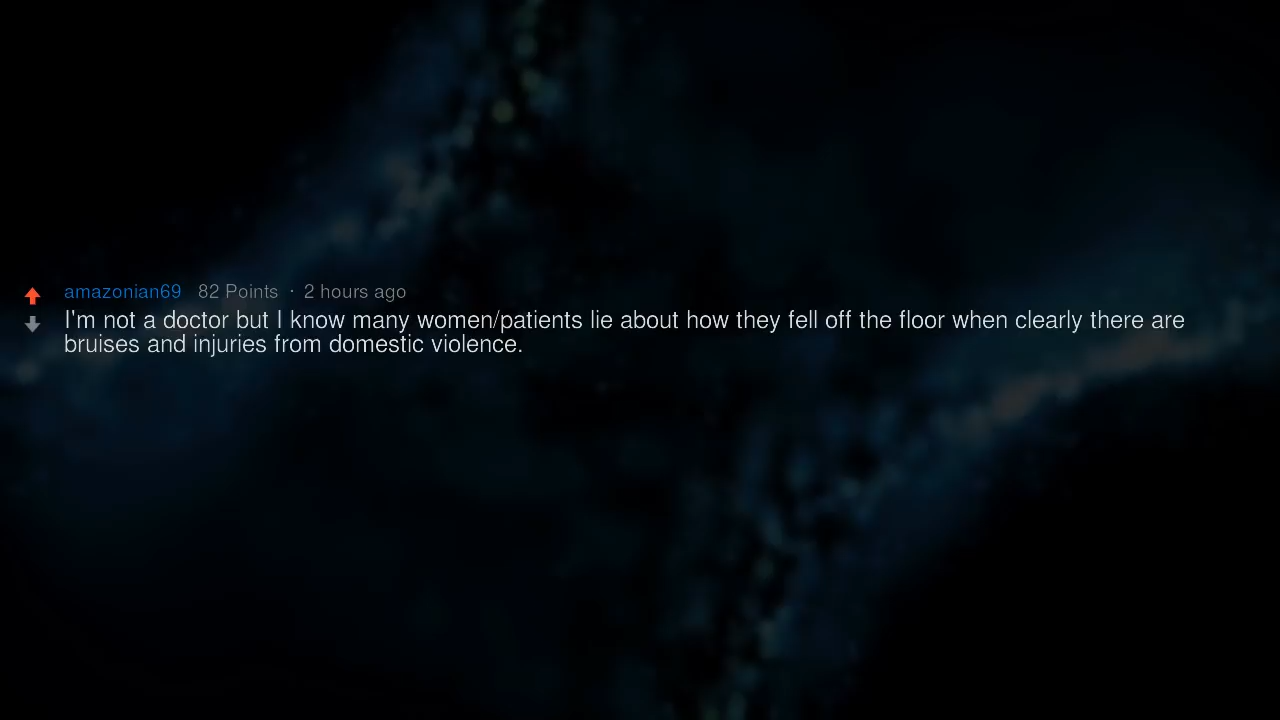 amazonian69 82 Points · 2 hours ago
I'm not a doctor but I know many women/patients lie about how they fell off the floor when clearly there are
bruises and injuries from domestic violence.